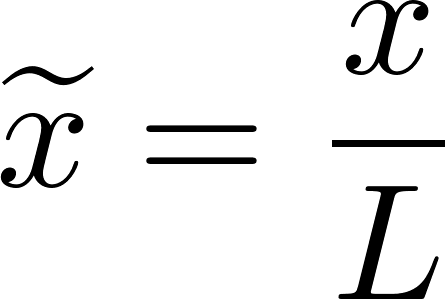 x̃ = x/L